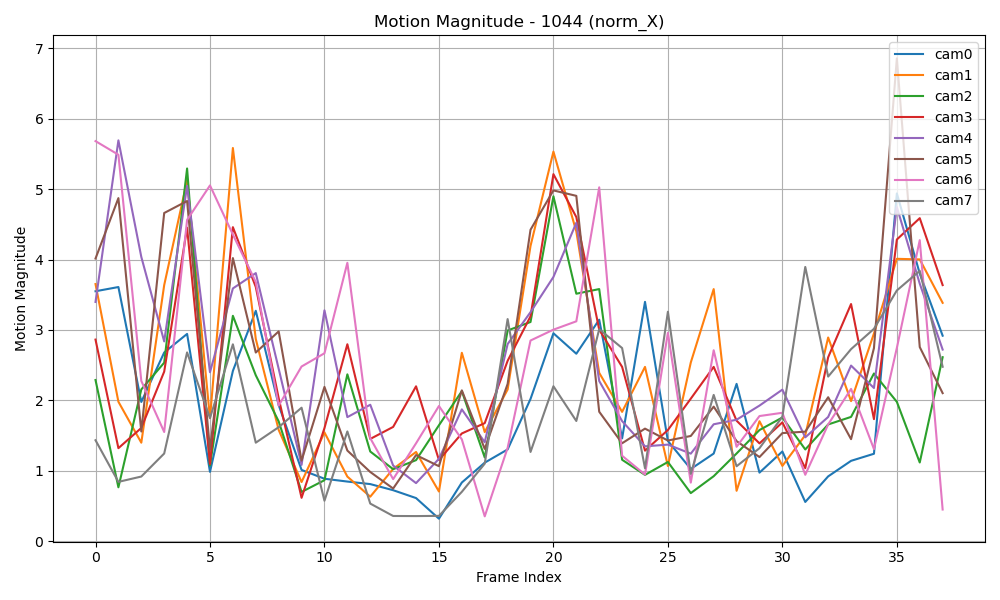 Motion Magnitude - 1044 (norm_X)
Motion Magnitude
7
6
5
4
3
2
1
0
cam0
cam1
cam2
cam3
cam4
cam5
cam6
cam7
0 5 10 15 20 25 30 35
Frame Index